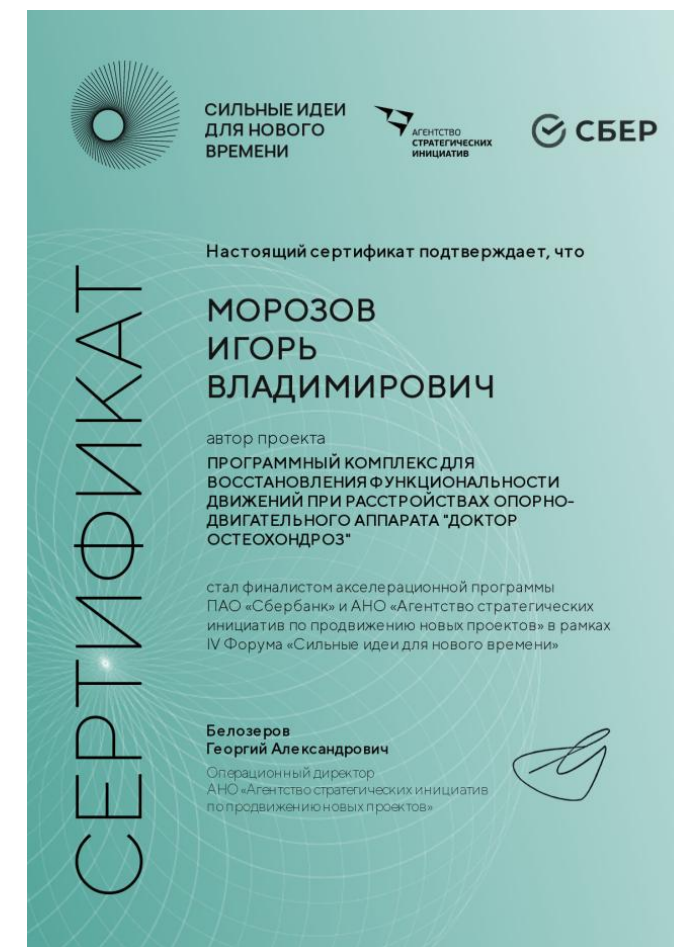 СИЛЬНЫЕ ИДЕИ
ДЛЯ НОВОГО
ВРЕМЕНИ
АГЕНТСТВО
СТРАТЕГИЧЕСКИХ
ИНИЦИАТИВ
СБЕР
СЕРТИФИКАТ
Настоящий сертификат подтверждает, что
МОРОЗОВ
ИГОРЬ
ВЛАДИМИРОВИЧ
автор проекта
ПРОГРАММНЫЙ КОМПЛЕКС ДЛЯ
ВОССТАНОВЛЕНИЯ ФУНКЦИОНАЛЬНОСТИ
ДВИЖЕНИЙ ПРИ РАССТРОЙСТВАХ ОПОРНО-
ДВИГАТЕЛЬНОГО АППАРАТА "ДОКТОР
ОСТЕОХОНДРОЗ"
стал финалистом акселерационной программы
ПАО «Сбербанк» и АНО «Агентство стратегических
инициатив по продвижению новых проектов» в рамках
IV Форума «Сильные идеи для нового времени»
Белозеров
Георгий Александрович
Операционный директор
АНО «Агентство стратегических инициатив
по продвижению новых проектов»